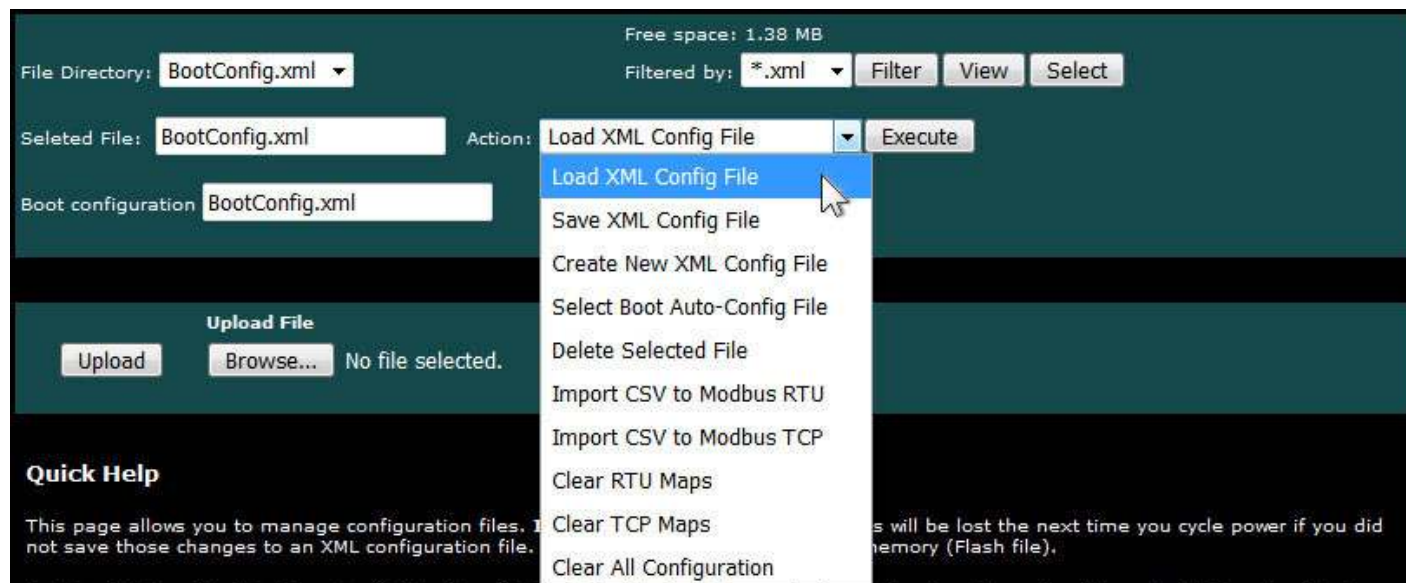 Free space: 1.38 MB
File Directory: BootConfig.xml Filtered by: *.xml Filter View Select
Seleted File: BootConfig.xml Action: Load XML Config File Execute
Load XML Config File
Boot configuration BootConfig.xml
Save XML Config File
Create New XML Config File
Select Boot Auto-Config File
Upload File
Delete Selected File
Upload Browse... No file selected.
Import CSV to Modbus RTU
Import CSV to Modbus TCP
Clear RTU Maps
Clear TCP Maps
Clear All Configuration
Quick Help
This page allows you to manage configuration files. s will be lost the next time you cycle power if you did
not save those changes to an XML configuration file. emory (Flash file).